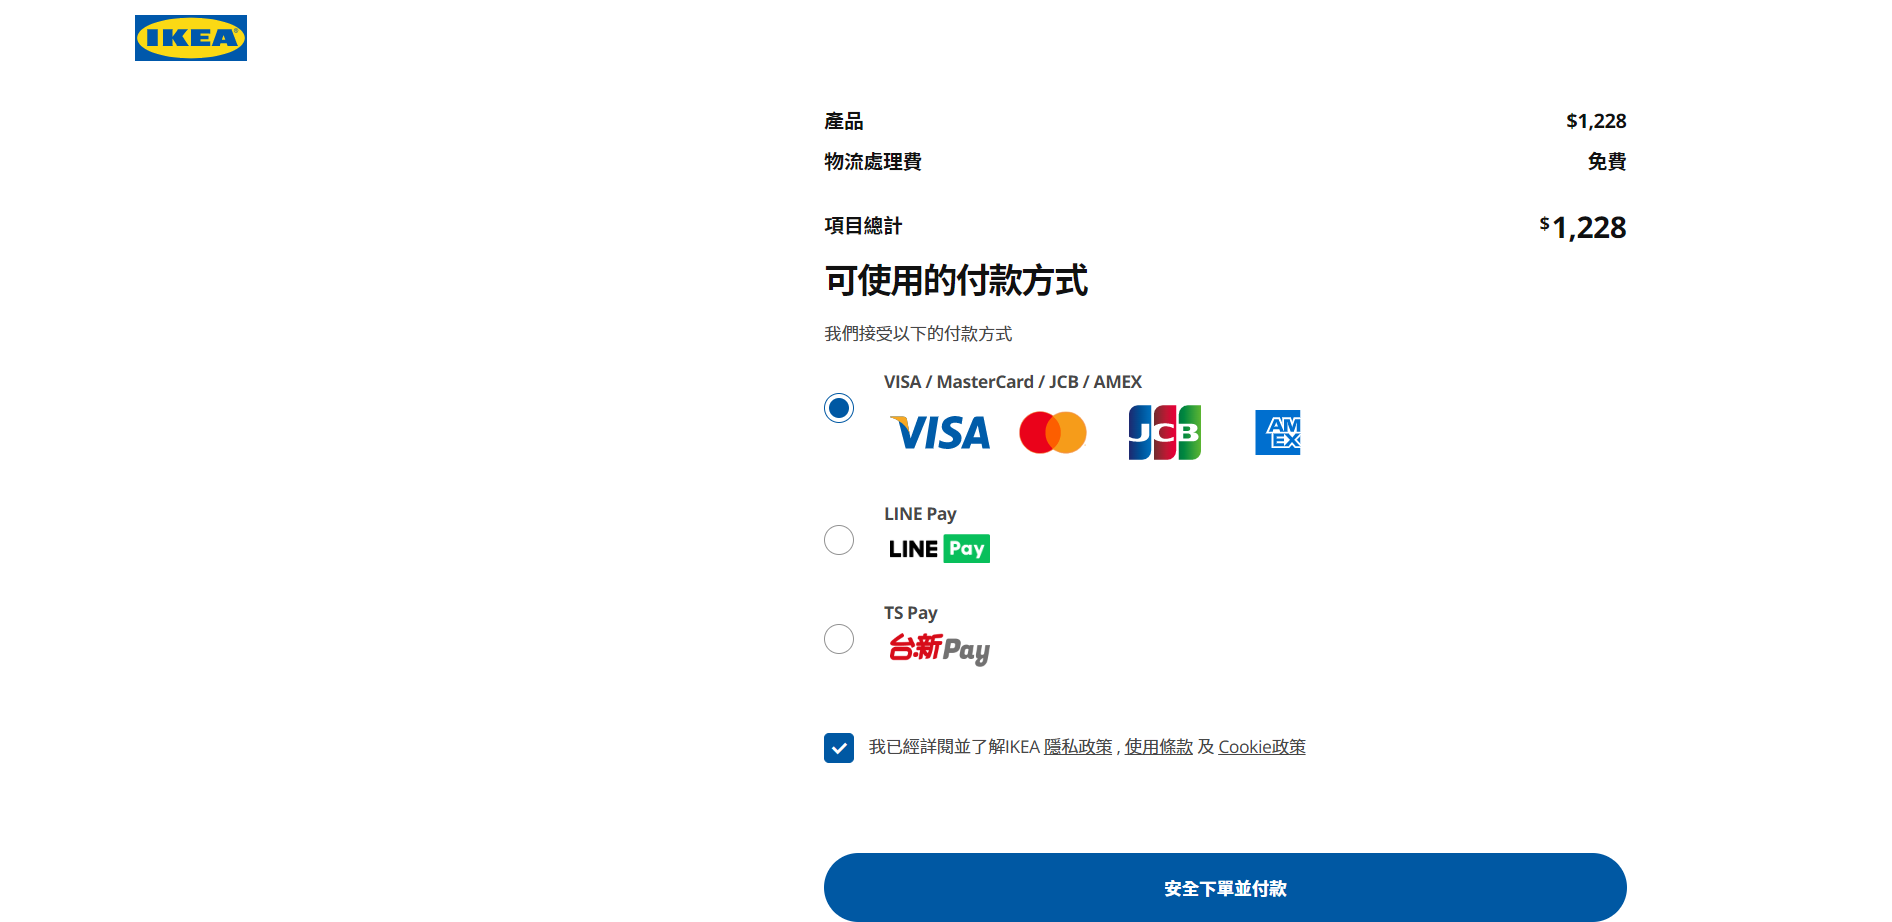 IKEA
產品 $1,228
物流處理費 免費
項目總計 $1,228
可使用的付款方式
我們接受以下的付款方式
VISA / MasterCard / JCB / AMEX
VISA JCB AM EX
LINE Pay
LINE Pay
TS Pay
台新Pay
我已經詳閱並了解IKEA 隱私政策 , 使用條款 及 Cookie政策
安全下單並付款